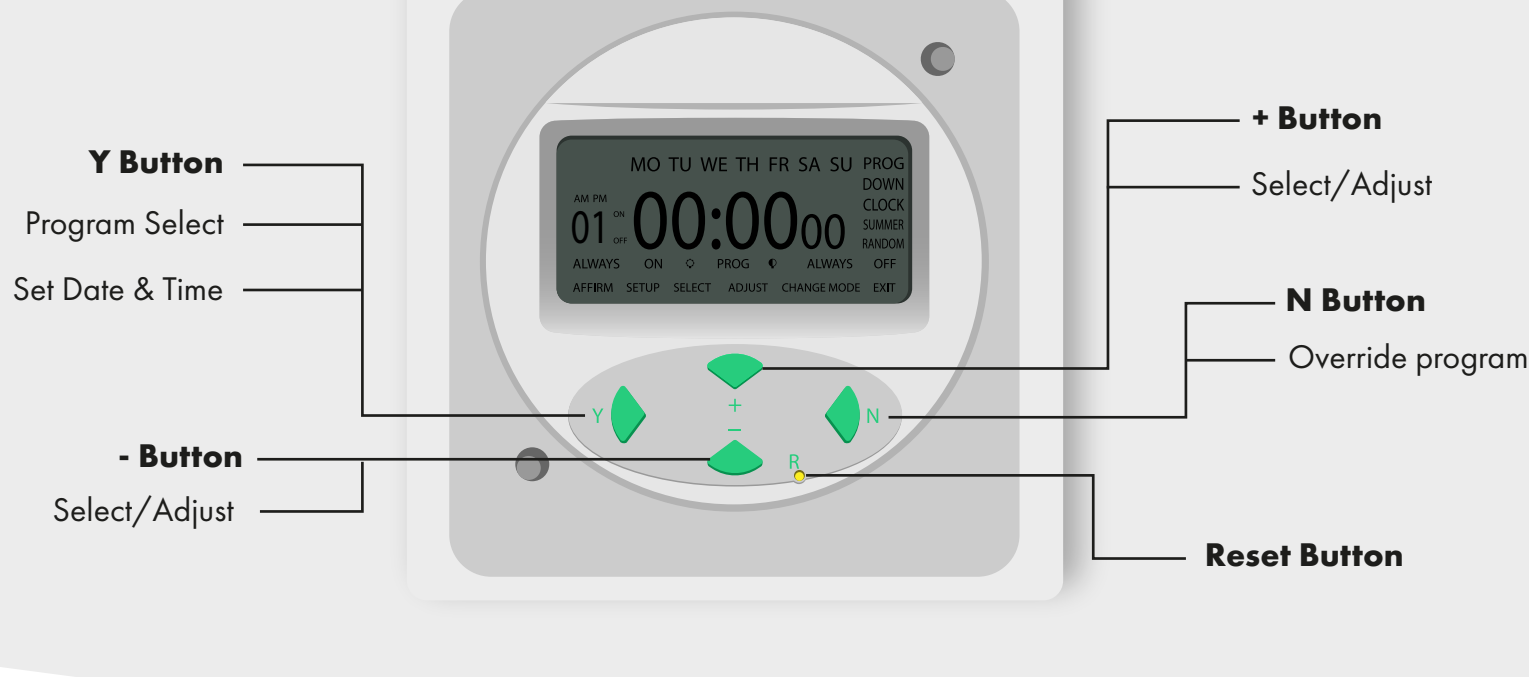 Y Button
Program Select
Set Date & Time
- Button
Select/Adjust
MO TU WE TH FR SA SU PROG
DOWN
AM PM
CLOCK
01 ON OFF 00:00 00
SUMMER
RANDOM
ALWAYS ON PROG ALWAYS OFF
AFFIRM SETUP SELECT ADJUST CHANGE MODE EXIT
Y
+
−
N
R
+ Button
Select/Adjust
N Button
Override program
Reset Button